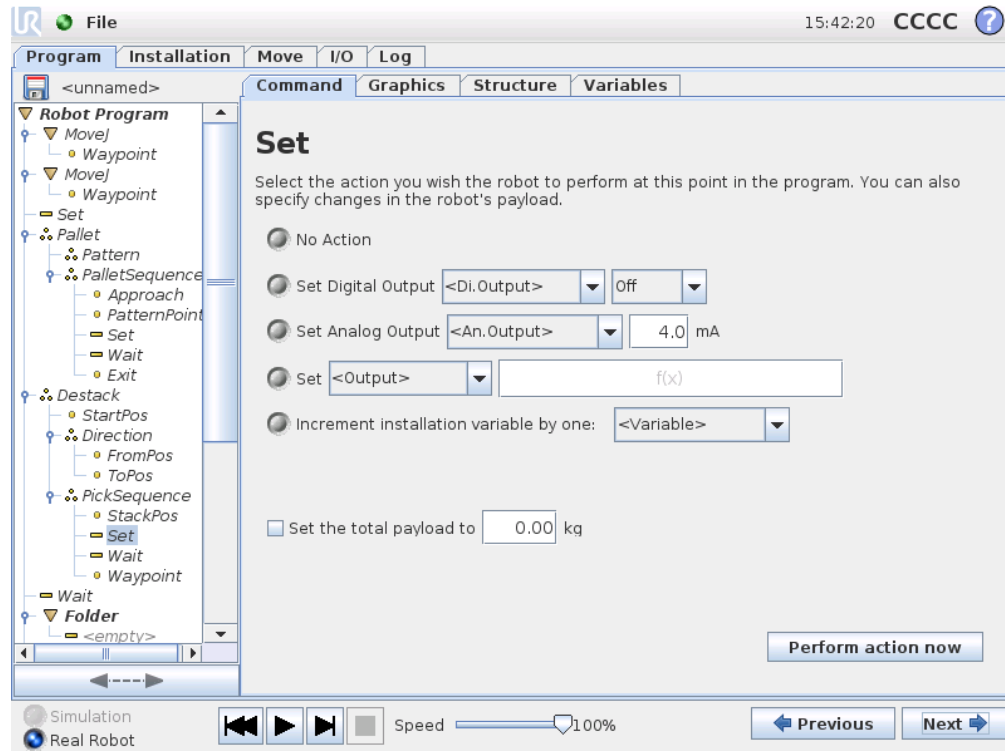 UR File 15:42:20 CCCC ?
Program Installation Move I/O Log
<unnamed>
Command Graphics Structure Variables
Robot Program
MoveJ
Waypoint
MoveJ
Waypoint
Set
Pallet
Pattern
PalletSequence
Approach
PatternPoint
Set
Wait
Exit
Destack
StartPos
Direction
FromPos
ToPos
PickSequence
StackPos
Set
Wait
Waypoint
Wait
Folder
<empty>
Set
Select the action you wish the robot to perform at this point in the program. You can also
specify changes in the robot's payload.
No Action
Set Digital Output <Di.Output> Off
Set Analog Output <An.Output> 4.0 mA
Set <Output> f(x)
Increment installation variable by one: <Variable>
Set the total payload to 0.00 kg
Perform action now
Simulation
Real Robot
Speed 100%
Previous Next